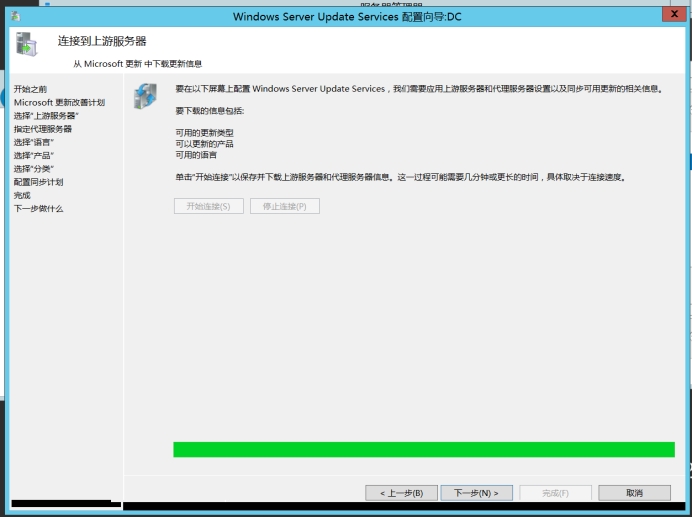 Windows Server Update Services 配置向导:DC
x
连接到上游服务器
从 Microsoft 更新 中下载更新信息
开始之前
Microsoft 更新改善计划
选择"上游服务器"
指定代理服务器
选择"语言"
选择"产品"
选择"分类"
配置同步计划
完成
下一步做什么
要在以下屏幕上配置 Windows Server Update Services，我们需要应用上游服务器和代理服务器设置以及同步可用更新的相关信息。
要下载的信息包括:
可用的更新类型
可以更新的产品
可用的语言
单击"开始连接"以保存并下载上游服务器和代理服务器信息。这一过程可能需要几分钟或更长的时间，具体取决于连接速度。
开始连接(S)
停止连接(P)
< 上一步(B)
下一步(N) >
完成(F)
取消